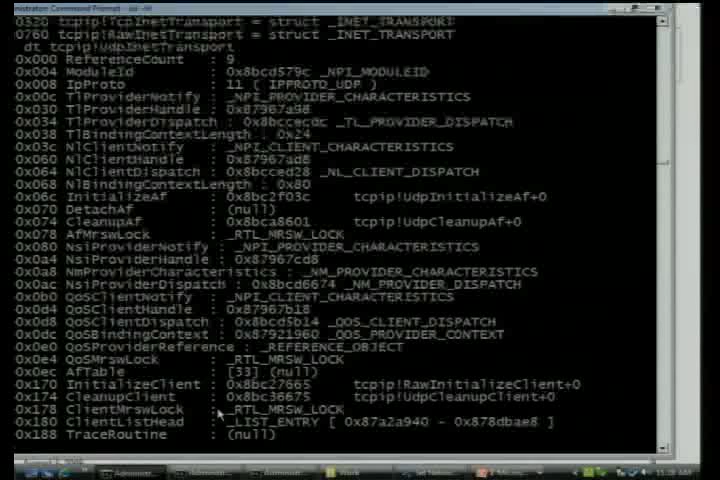 Administrator: Command Prompt
0320 tcpip!TcpInetTransport = struct _INET_TRANSPORT
0760 tcpip!RawInetTransport = struct _INET_TRANSPORT
dt tcpip!UdpInetTransport
0x000 ReferenceCount : 9
0x004 ModuleId : 0x8bcd579c _NPI_MODULEID
0x008 IpProto : 11 ( IPPROTO_UDP )
0x00c TlProviderNotify : _NPI_PROVIDER_CHARACTERISTICS
0x030 TlProviderHandle : 0x87967a98
0x034 TlProviderDispatch : 0x8bccecdc _TL_PROVIDER_DISPATCH
0x038 TlBindingContextLength : 0x24
0x03c NlClientNotify : _NPI_CLIENT_CHARACTERISTICS
0x060 NlClientHandle : 0x87967ad8
0x064 NlClientDispatch : 0x8bcced28 _NL_CLIENT_DISPATCH
0x068 NlBindingContextLength : 0x80
0x06c InitializeAf : 0x8bc2f03c tcpip!UdpInitializeAf+0
0x070 DetachAf : (null)
0x074 CleanupAf : 0x8bca8601 tcpip!UdpCleanupAf+0
0x078 AfMrswLock : _RTL_MRSW_LOCK
0x080 NsiProviderNotify : _NPI_PROVIDER_CHARACTERISTICS
0x0a4 NsiProviderHandle : 0x87967cd8
0x0a8 NmProviderCharacteristics : _NM_PROVIDER_CHARACTERISTICS
0x0ac NsiProviderDispatch : 0x8bcd6674 _NM_PROVIDER_DISPATCH
0x0b0 QoSClientNotify : _NPI_CLIENT_CHARACTERISTICS
0x0d4 QoSClientHandle : 0x87967b18
0x0d8 QoSClientDispatch : 0x8bcd5b14 _QOS_CLIENT_DISPATCH
0x0dc QoSBindingContext : 0x87921960 _QOS_PROVIDER_CONTEXT
0x0e0 QoSProviderReference : _REFERENCE_OBJECT
0x0e4 QoSMrswLock : _RTL_MRSW_LOCK
0x0ec AfTable : [33] (null)
0x170 InitializeClient : 0x8bc27665 tcpip!RawInitializeClient+0
0x174 CleanupClient : 0x8bc36675 tcpip!UdpCleanupClient+0
0x178 ClientMrswLock : _RTL_MRSW_LOCK
0x180 ClientListHead : _LIST_ENTRY [ 0x87a2a940 - 0x878dbae8 ]
0x188 TraceRoutine : (null)
Work